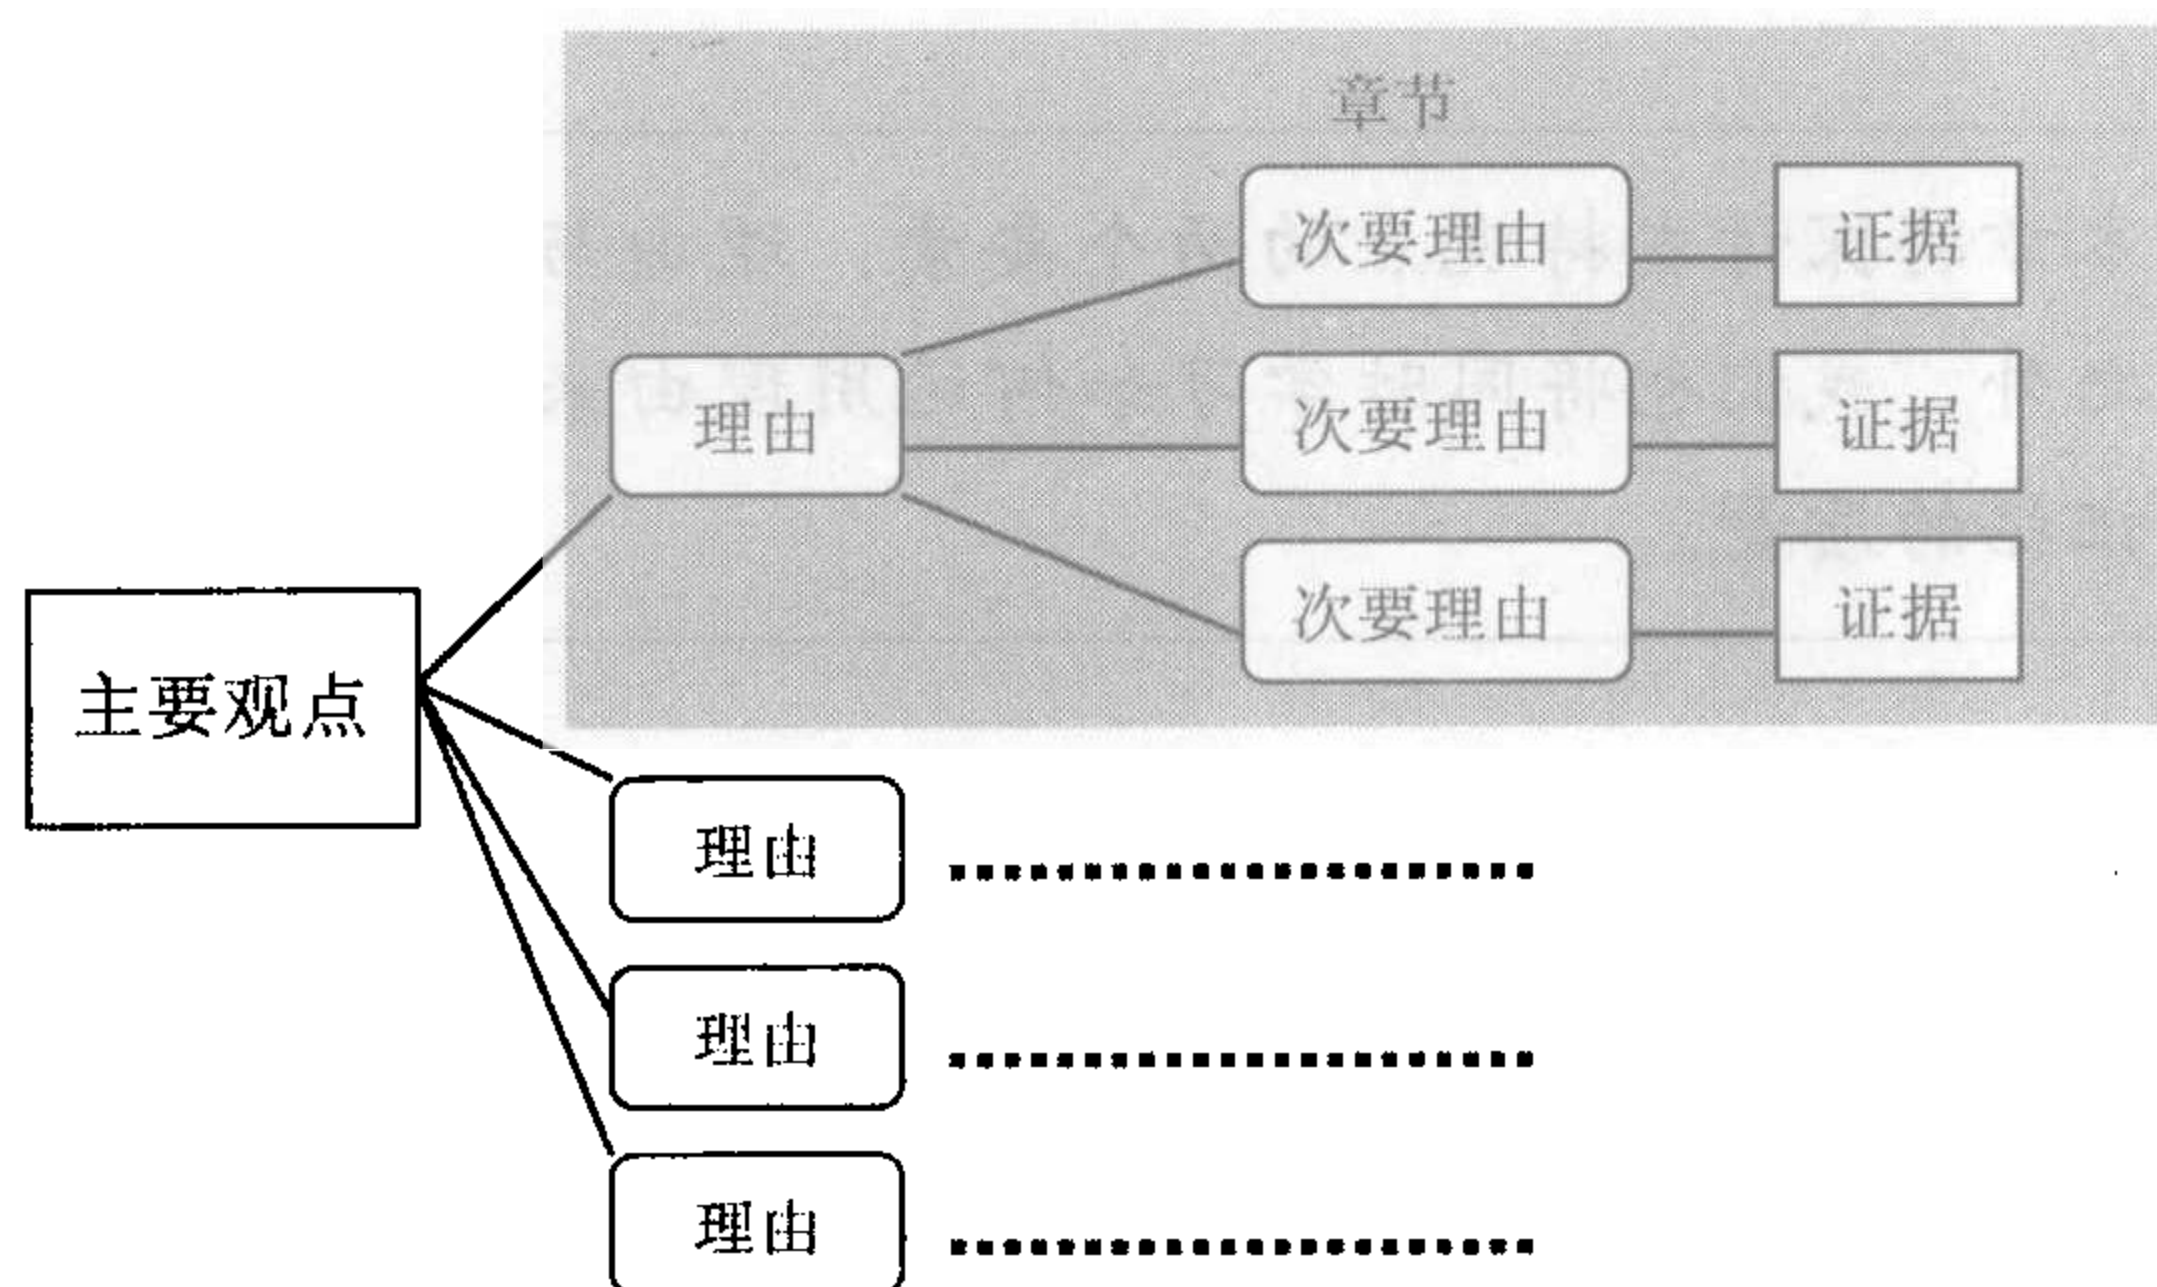 章节
次要理由 证据
理由 次要理由 证据
次要理由 证据
主要观点
理由
理由
理由